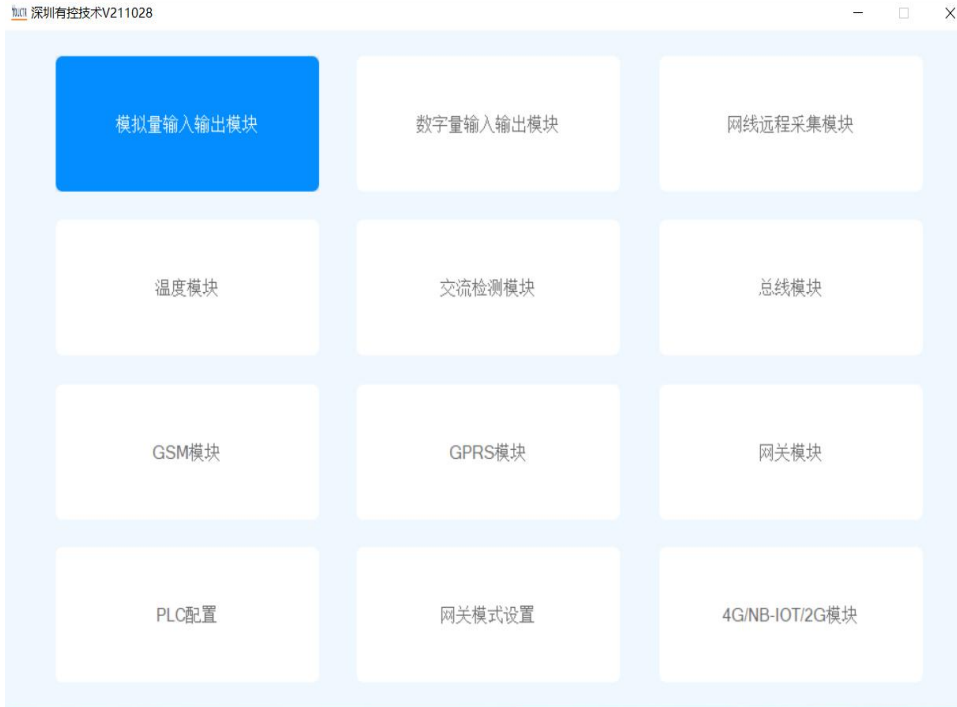 深圳有控技术V211028
模拟量输入输出模块
数字量输入输出模块
网线远程采集模块
温度模块
交流检测模块
总线模块
GSM模块
GPRS模块
网关模块
PLC配置
网关模式设置
4G/NB-IOT/2G模块